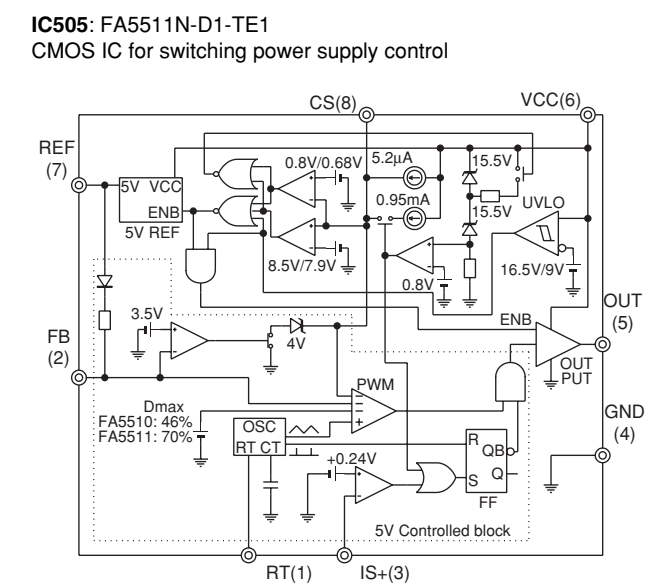 IC505: FA5511N-D1-TE1
CMOS IC for switching power supply control
CS(8)
VCC(6)
REF
(7)
0.8V/0.68V
5.2μA
15.5V
5V VCC
0.95mA
ENB
15.5V
UVLO
5V REF
8.5V/7.9V
0.8V
16.5V/9V
3.5V
OUT
(5)
ENB
FB
(2)
4V
OUT
PUT
PWM
Dmax
FA5510: 46%
FA5511: 70%
GND
(4)
OSC
RT CT
R
QB
+0.24V
Q
S
FF
5V Controlled block
RT(1)
IS+(3)